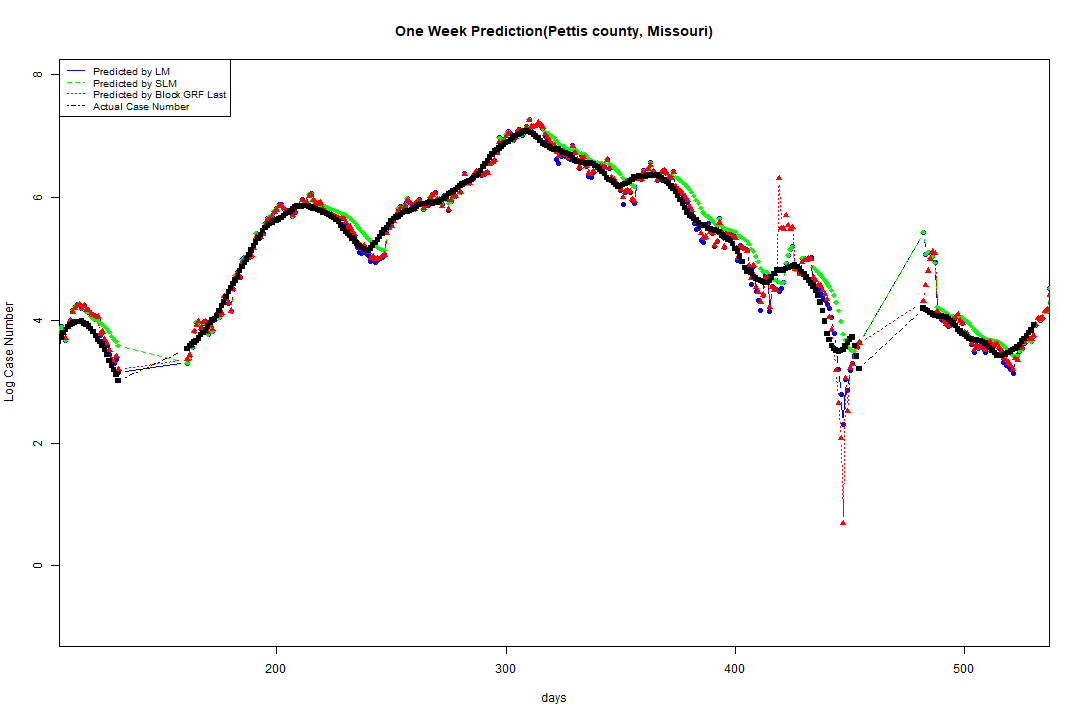 One Week Prediction(Pettis county, Missouri)
Predicted by LM
Predicted by SLM
Predicted by Block GRF Last
Actual Case Number
8
6
4
2
0
Log Case Number
200
300
400
500
days